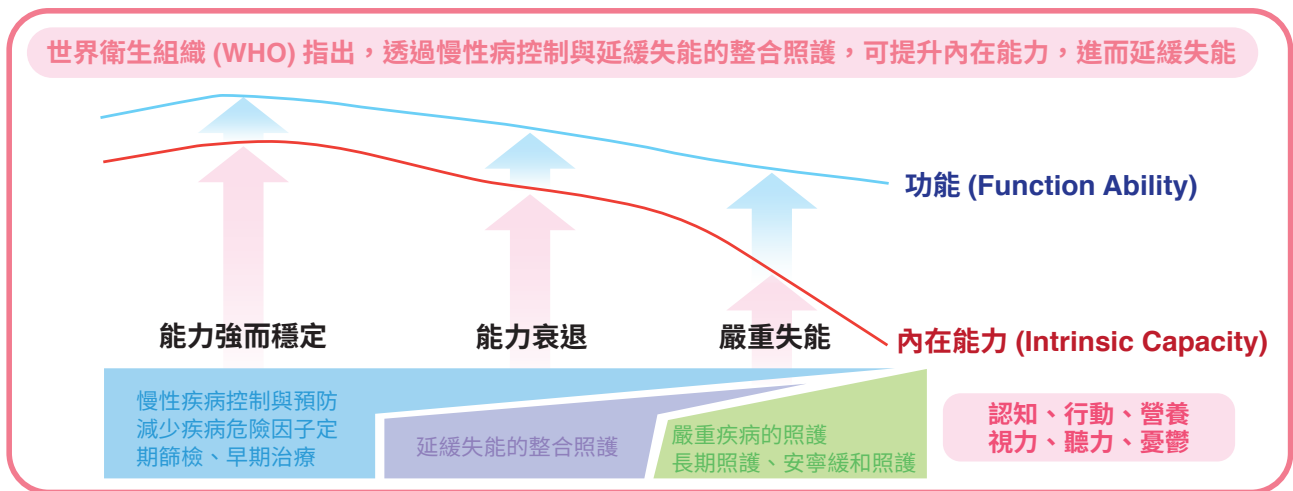 世界衛生組織 (WHO) 指出，透過慢性病控制與延緩失能的整合照護，可提升內在能力，進而延緩失能
功能 (Function Ability)
能力強而穩定
能力衰退
嚴重失能
內在能力 (Intrinsic Capacity)
慢性疾病控制與預防
減少疾病危險因子定
期篩檢、早期治療
延緩失能的整合照護
嚴重疾病的照護
長期照護、安寧緩和照護
認知、行動、營養
視力、聽力、憂鬱